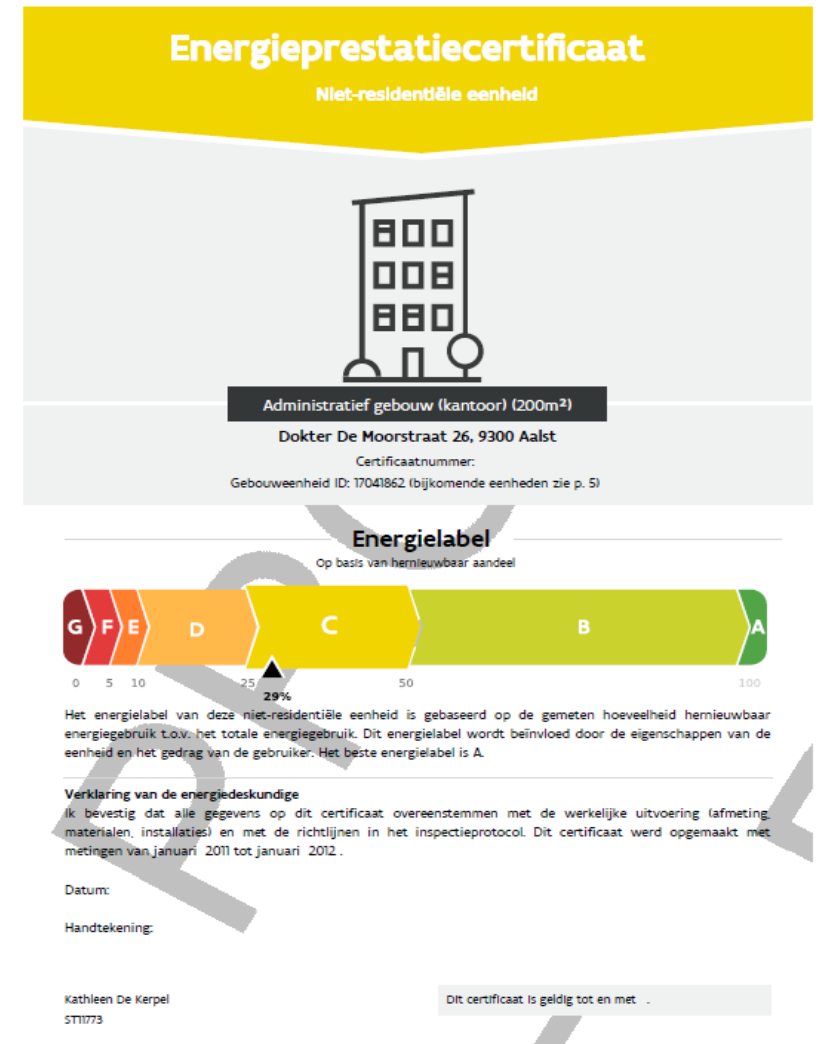 Energieprestatiecertificaat
Niet-residentiële eenheid
Administratief gebouw (kantoor) (200m²)
Dokter De Moorstraat 26, 9300 Aalst
Certificaatnummer:
Gebouweenheid ID: 17041862 (bijkomende eenheden zie p. 5)
Energielabel
Op basis van hernieuwbaar aandeel
G F E D C B A
0 5 10 25 50 100
29%
Het energielabel van deze niet-residentiële eenheid is gebaseerd op de gemeten hoeveelheid hernieuwbaar
energiegebruik t.o.v. het totale energiegebruik. Dit energielabel wordt beïnvloed door de eigenschappen van de
eenheid en het gedrag van de gebruiker. Het beste energielabel is A.
Verklaring van de energiedeskundige
Ik bevestig dat alle gegevens op dit certificaat overeenstemmen met de werkelijke uitvoering (afmeting,
materialen, installaties) en met de richtlijnen in het inspectieprotocol. Dit certificaat werd opgemaakt met
metingen van januari 2011 tot januari 2012 .
Datum:
Handtekening:
Kathleen De Kerpel
ST11773
Dit certificaat is geldig tot en met .